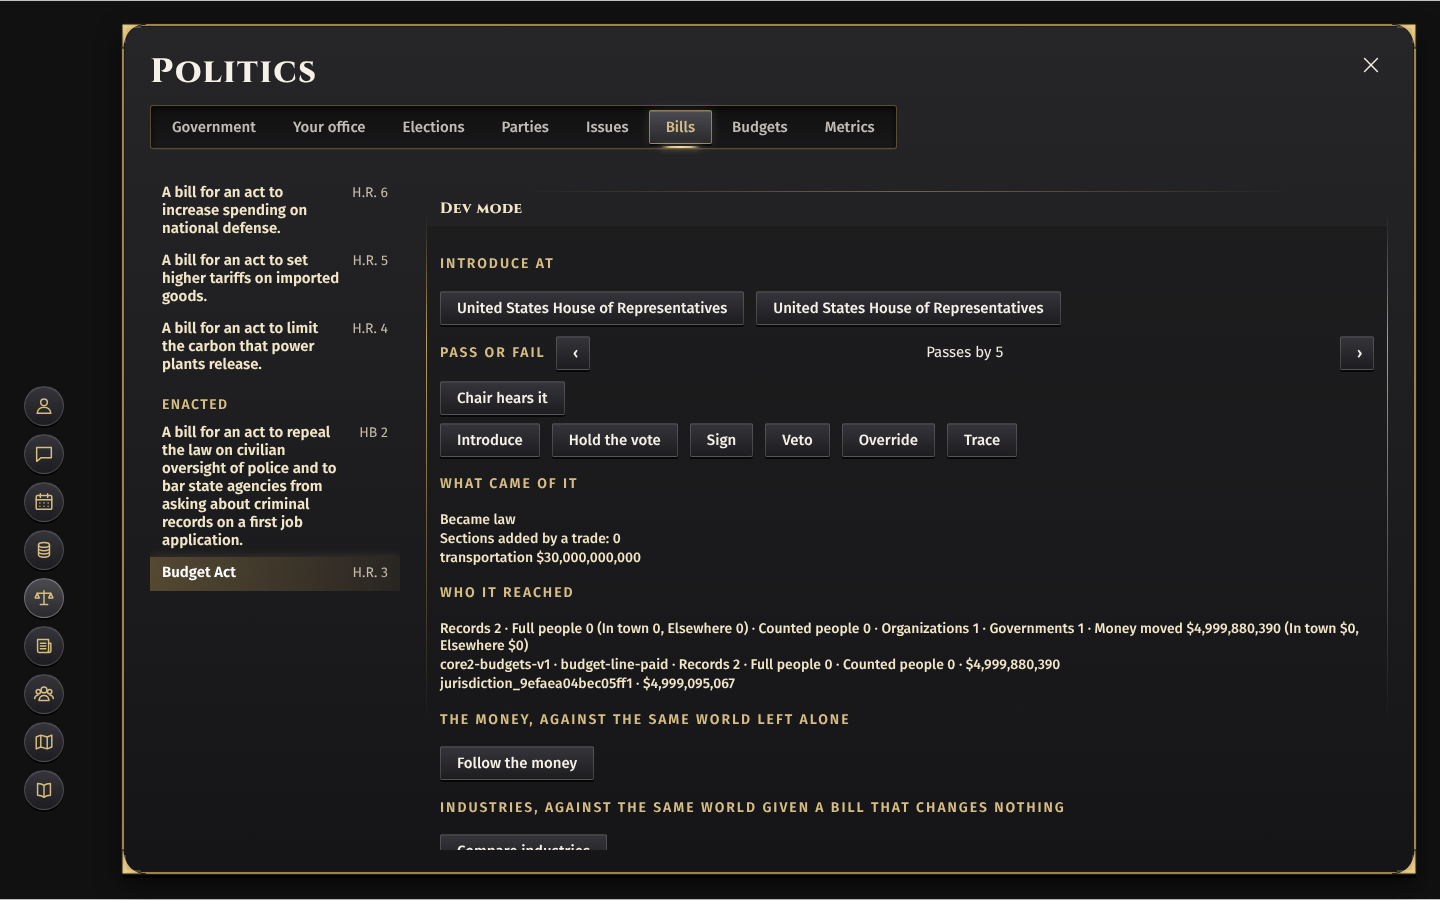 Politics
Government Your office Elections Parties Issues Bills Budgets Metrics
A bill for an act to increase spending on national defense. H.R. 6
A bill for an act to set higher tariffs on imported goods. H.R. 5
A bill for an act to limit the carbon that power plants release. H.R. 4
ENACTED
A bill for an act to repeal the law on civilian oversight of police and to bar state agencies from asking about criminal records on a first job application. HB 2
Budget Act H.R. 3
Dev mode
INTRODUCE AT
United States House of Representatives United States House of Representatives
PASS OR FAIL ‹ Passes by 5 ›
Chair hears it
Introduce Hold the vote Sign Veto Override Trace
WHAT CAME OF IT
Became law
Sections added by a trade: 0
transportation $30,000,000,000
WHO IT REACHED
Records 2 · Full people 0 (In town 0, Elsewhere 0) · Counted people 0 · Organizations 1 · Governments 1 · Money moved $4,999,880,390 (In town $0,
Elsewhere $0)
core2-budgets-v1 · budget-line-paid · Records 2 · Full people 0 · Counted people 0 · $4,999,880,390
jurisdiction_9efaea04bec05ff1 · $4,999,095,067
THE MONEY, AGAINST THE SAME WORLD LEFT ALONE
Follow the money
INDUSTRIES, AGAINST THE SAME WORLD GIVEN A BILL THAT CHANGES NOTHING
Compare industries